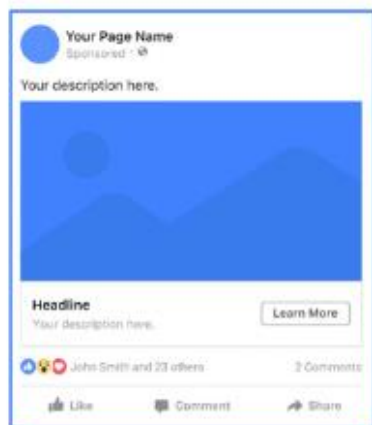 Your Page Name
Sponsored ·
Your description here.
Headline
Your description here.
Learn More
John Smith and 23 others
2 Comments
Like Comment Share